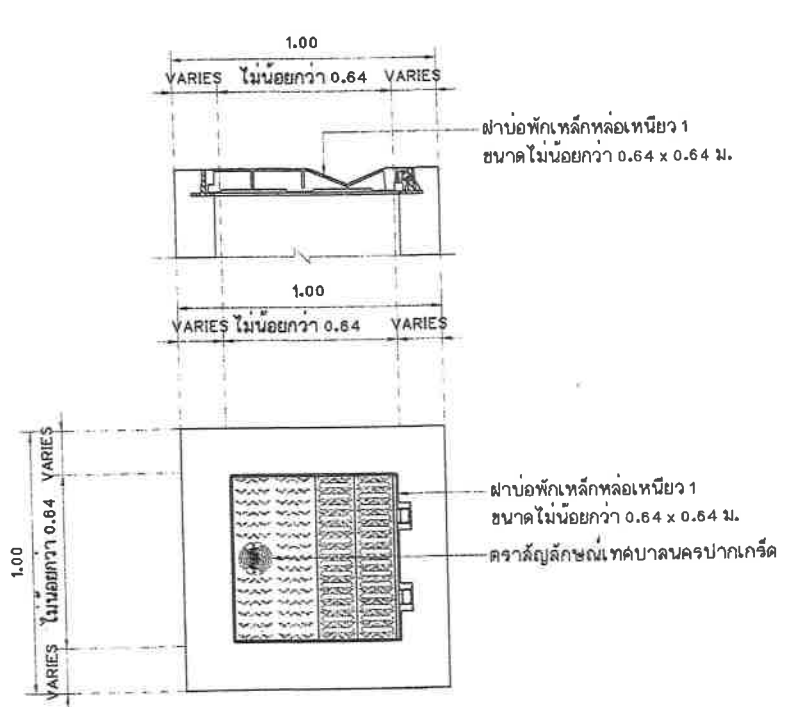 1.00
VARIES ไม่น้อยกว่า 0.64 VARIES
ฝาบ่อพักเหล็กหล่อเหนียว 1
ขนาดไม่น้อยกว่า 0.64 x 0.64 ม.
1.00
VARIES ไม่น้อยกว่า 0.64 VARIES
VARIES
ไม่น้อยกว่า 0.64
VARIES
1.00
ฝาบ่อพักเหล็กหล่อเหนียว 1
ขนาดไม่น้อยกว่า 0.64 x 0.64 ม.
ตราสัญลักษณ์เทศบาลนครปากเกร็ด